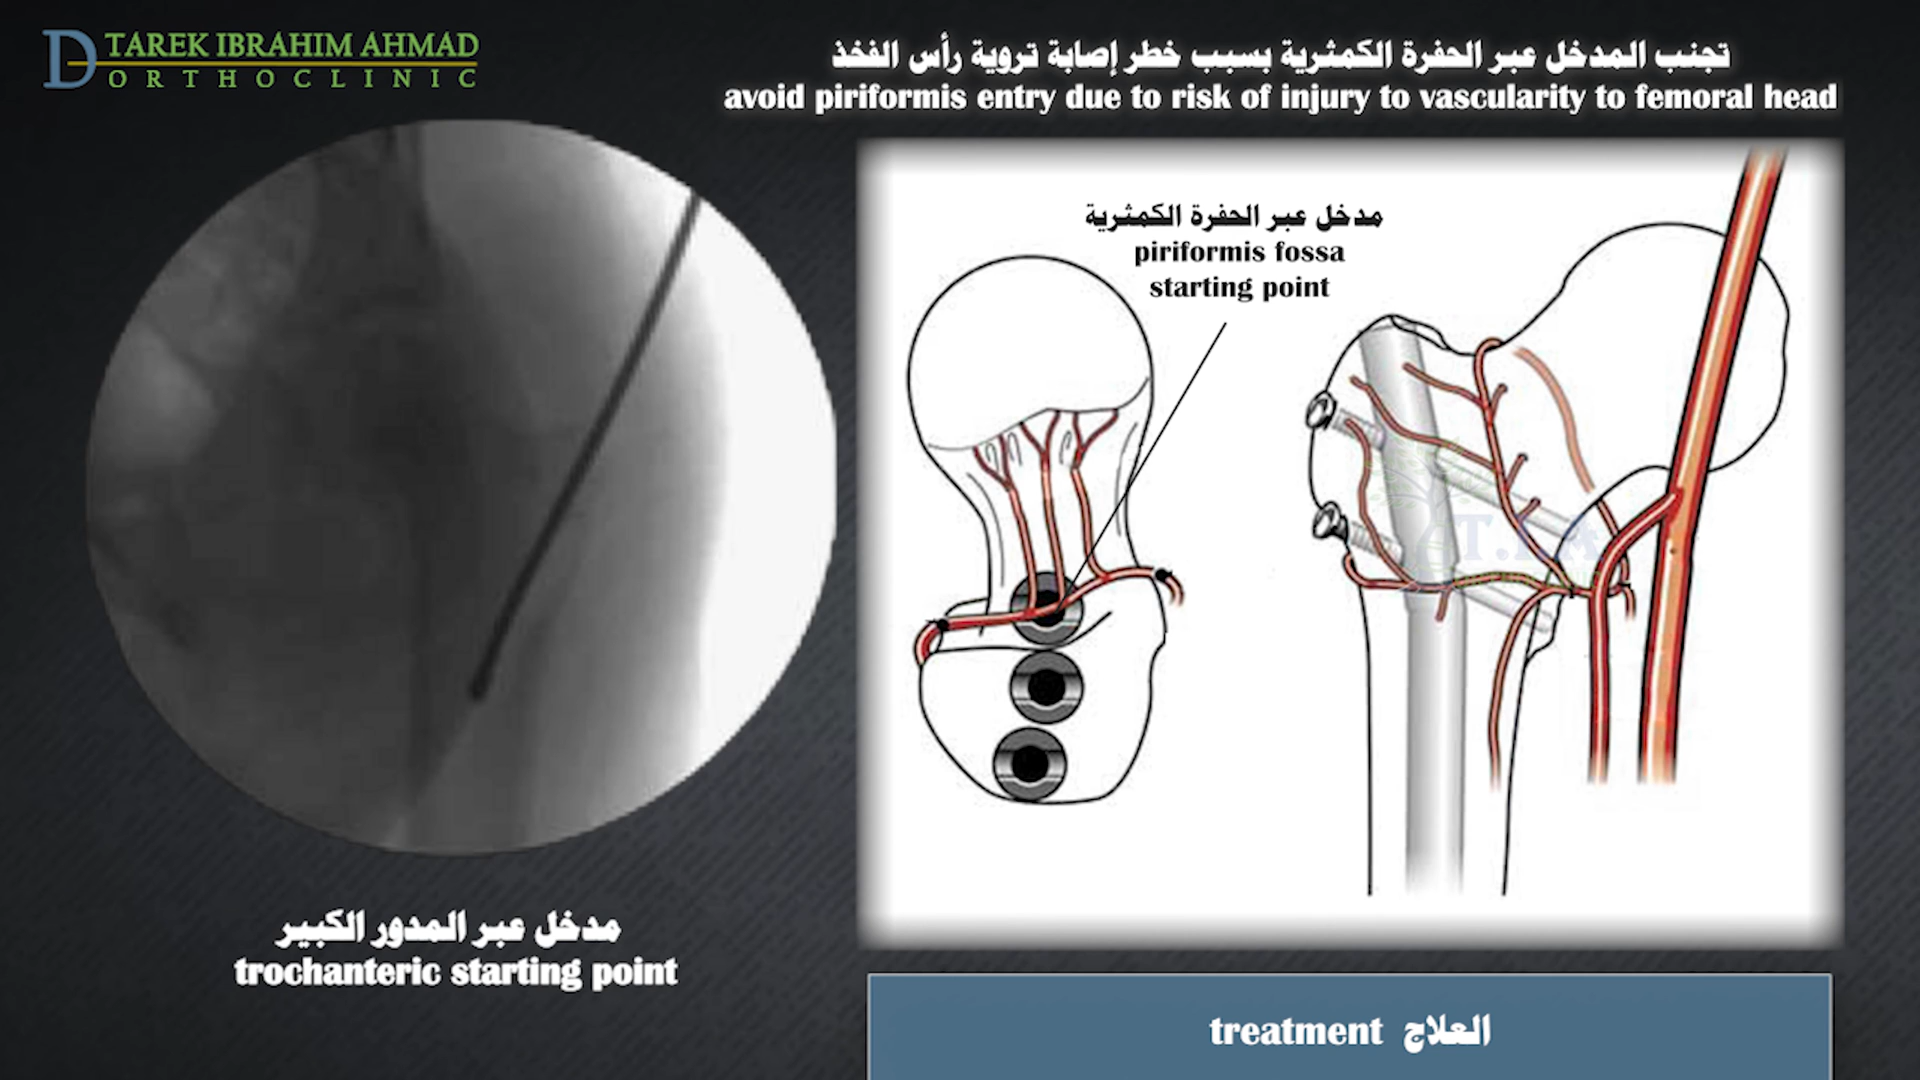 TAREK IBRAHIM AHMAD
ORTHOCLINIC
تجنب المدخل عبر الحفرة الكمثرية بسبب خطر إصابة تروية رأس الفخذ
avoid piriformis entry due to risk of injury to vascularity to femoral head
مدخل عبر الحفرة الكمثرية
piriformis fossa
starting point
مدخل عبر المدور الكبير
trochanteric starting point
treatment العلاج